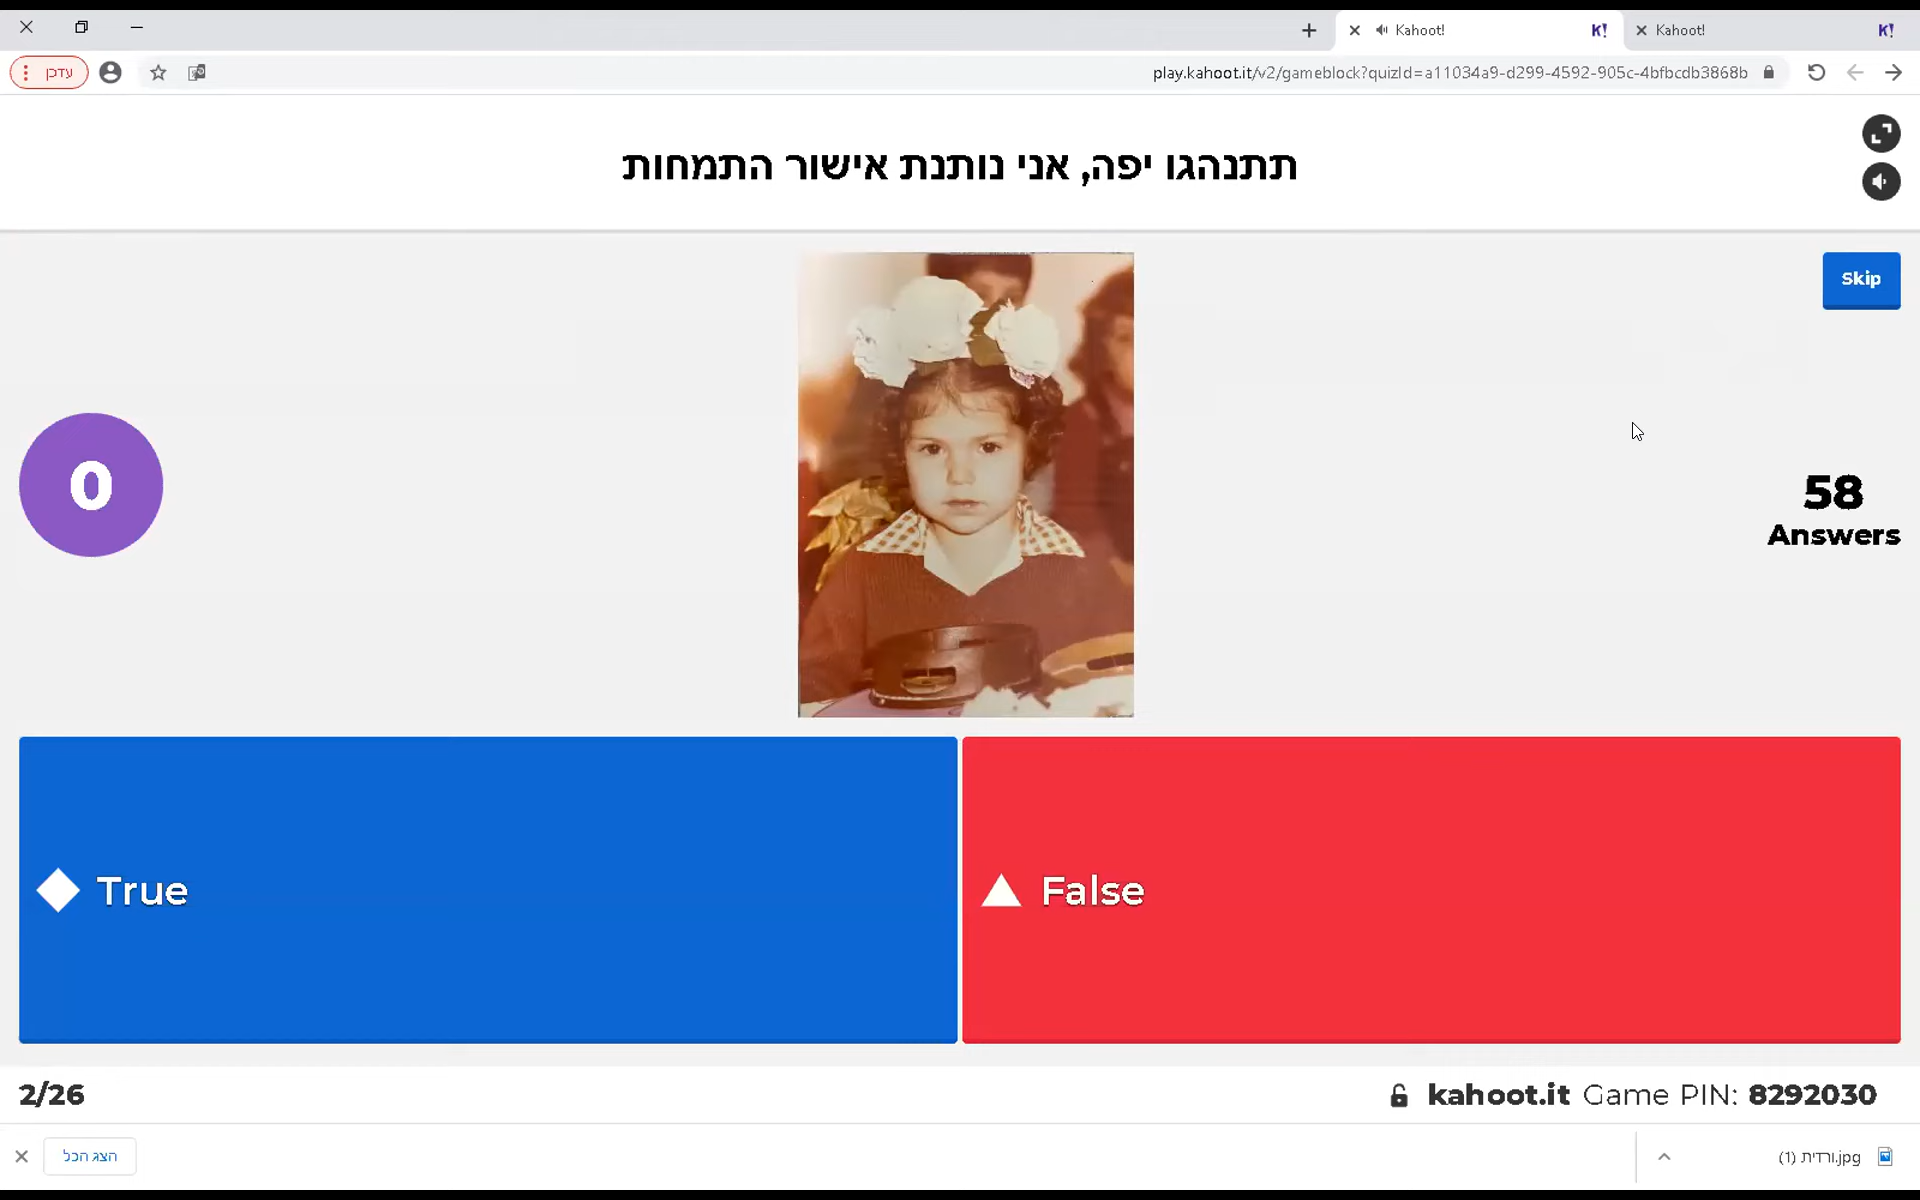 Kahoot!
Kahoot!
עדכן
play.kahoot.it/v2/gameblock?quizId=a11034a9-d299-4592-905c-4bfbcdb3868b
תתנהגו יפה, אני נותנת אישור התמחות
Skip
0
58
Answers
True
False
2/26
kahoot.it Game PIN: 8292030
הצג הכל
ורדית (1).jpg